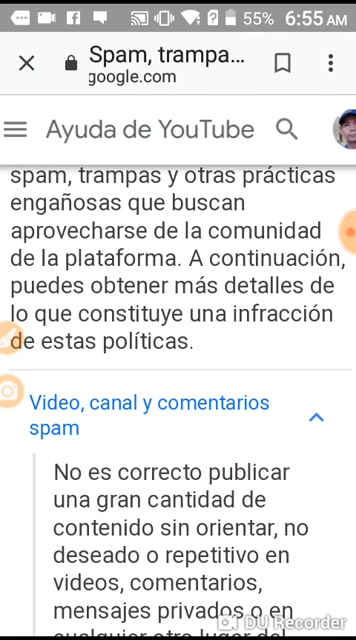 55% 6:55 AM
Spam, trampa...
google.com
Ayuda de YouTube
spam, trampas y otras prácticas
engañosas que buscan
aprovecharse de la comunidad
de la plataforma. A continuación,
puedes obtener más detalles de
lo que constituye una infracción
de estas políticas.
Video, canal y comentarios
spam
No es correcto publicar
una gran cantidad de
contenido sin orientar, no
deseado o repetitivo en
videos, comentarios,
mensajes privados o en
cualquier otro lugar del
DU Recorder